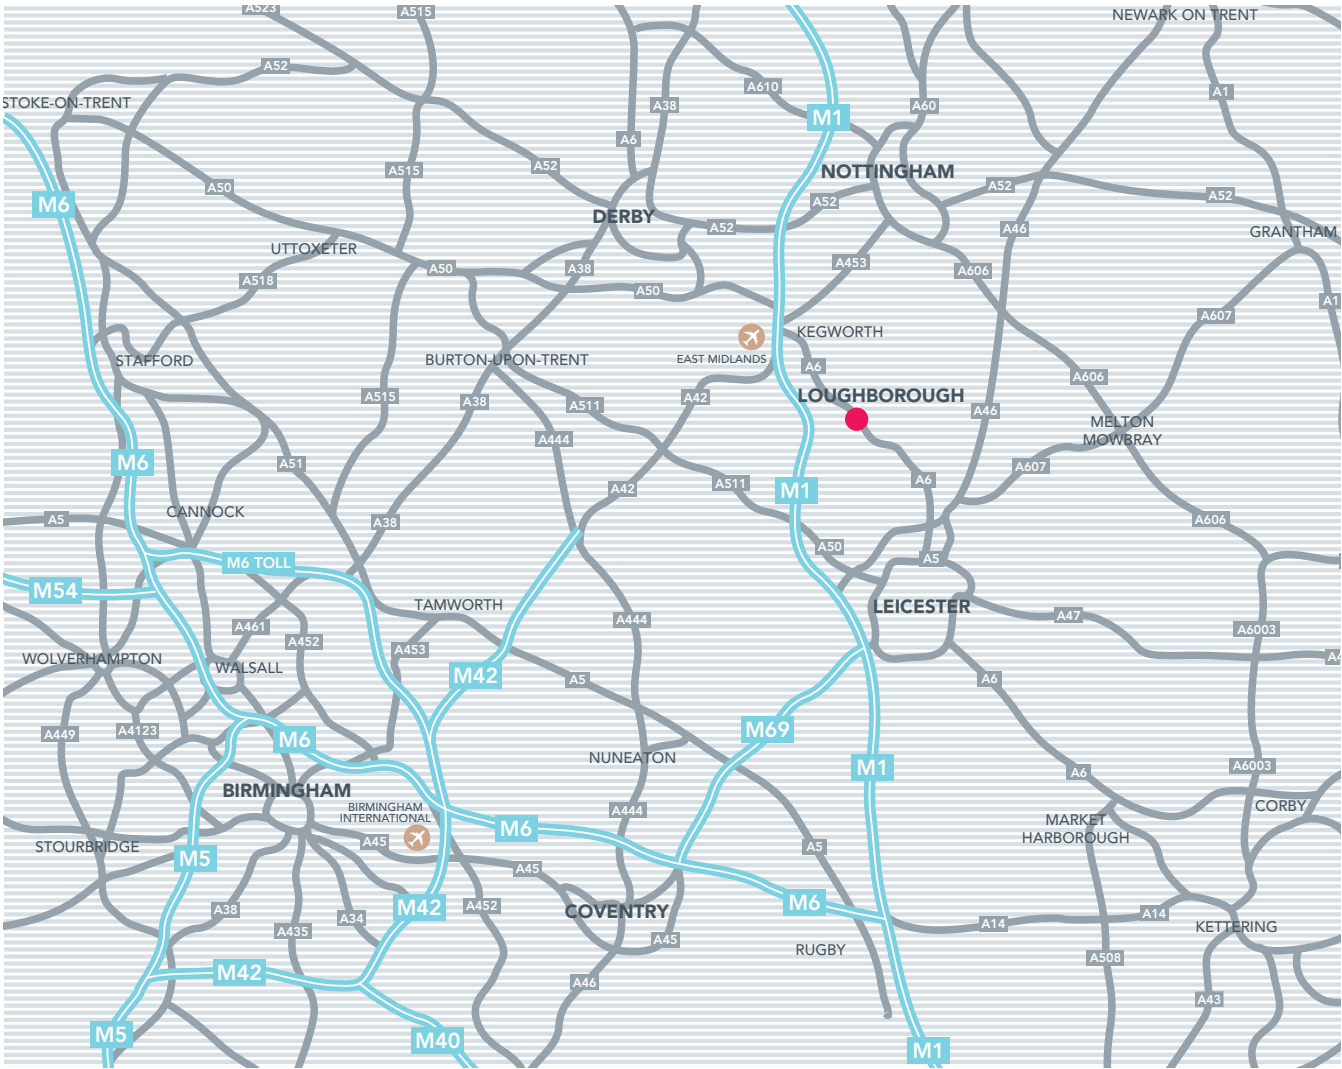 A523
A515
NEWARK ON TRENT
A52
A610
A38
A60
A1
STOKE-ON-TRENT
M1
A6
A52
A515
NOTTINGHAM
A50
A52
A52
M6
A52
DERBY
A52
A46
GRANTHAM
UTTOXETER
A50
A38
A453
A606
A518
A50
A1
A607
KEGWORTH
STAFFORD
BURTON-UPON-TRENT
EAST MIDLANDS
A6
A606
A515
A38
A511
A42
LOUGHBOROUGH
A46
MELTON
MOWBRAY
A444
M6
A51
A607
A511
M1
A6
A42
CANNOCK
A5
A38
A606
A50
A5
M6 TOLL
M54
TAMWORTH
LEICESTER
A47
A461
A452
A444
A6003
A453
WOLVERHAMPTON
WALSALL
M42
A5
A6
A4
A449
A4123
M6
M69
NUNEATON
M1
A6
A6003
BIRMINGHAM
BIRMINGHAM
INTERNATIONAL
A444
MARKET
HARBOROUGH
CORBY
M6
A45
STOURBRIDGE
M5
A45
A5
A38
A34
M42
A452
COVENTRY
M6
A14
A14
A435
A45
RUGBY
KETTERING
M42
A46
A508
A43
M5
M40
M1